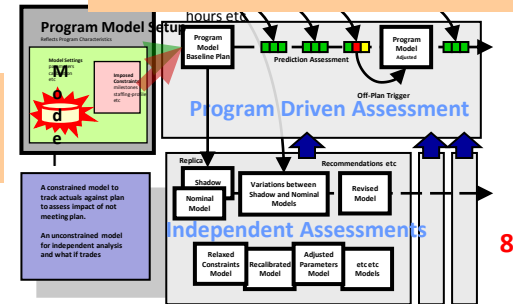 hours etc
Program Model Setup
Reflects Program Characteristics
Model Settings
etc
Imposed
Constraints
milestones
staffing-profile
etc
M
o
d
e
Program
Model
Baseline Plan
Prediction Assessment
Program
Model
Adjusted
Off-Plan Trigger
Program Driven Assessment
Replica
Recommendations etc
Shadow
Nominal
Model
Variations between
Shadow and Nominal
Models
Revised
Model
Independent Assessments
Relaxed
Constraints
Model
Recalibrated
Model
Adjusted
Parameters
Model
etc etc
Models
A constrained model to
track actuals against plan
to assess impact of not
meeting plan.
An unconstrained model
for independent analysis
and what if trades
8